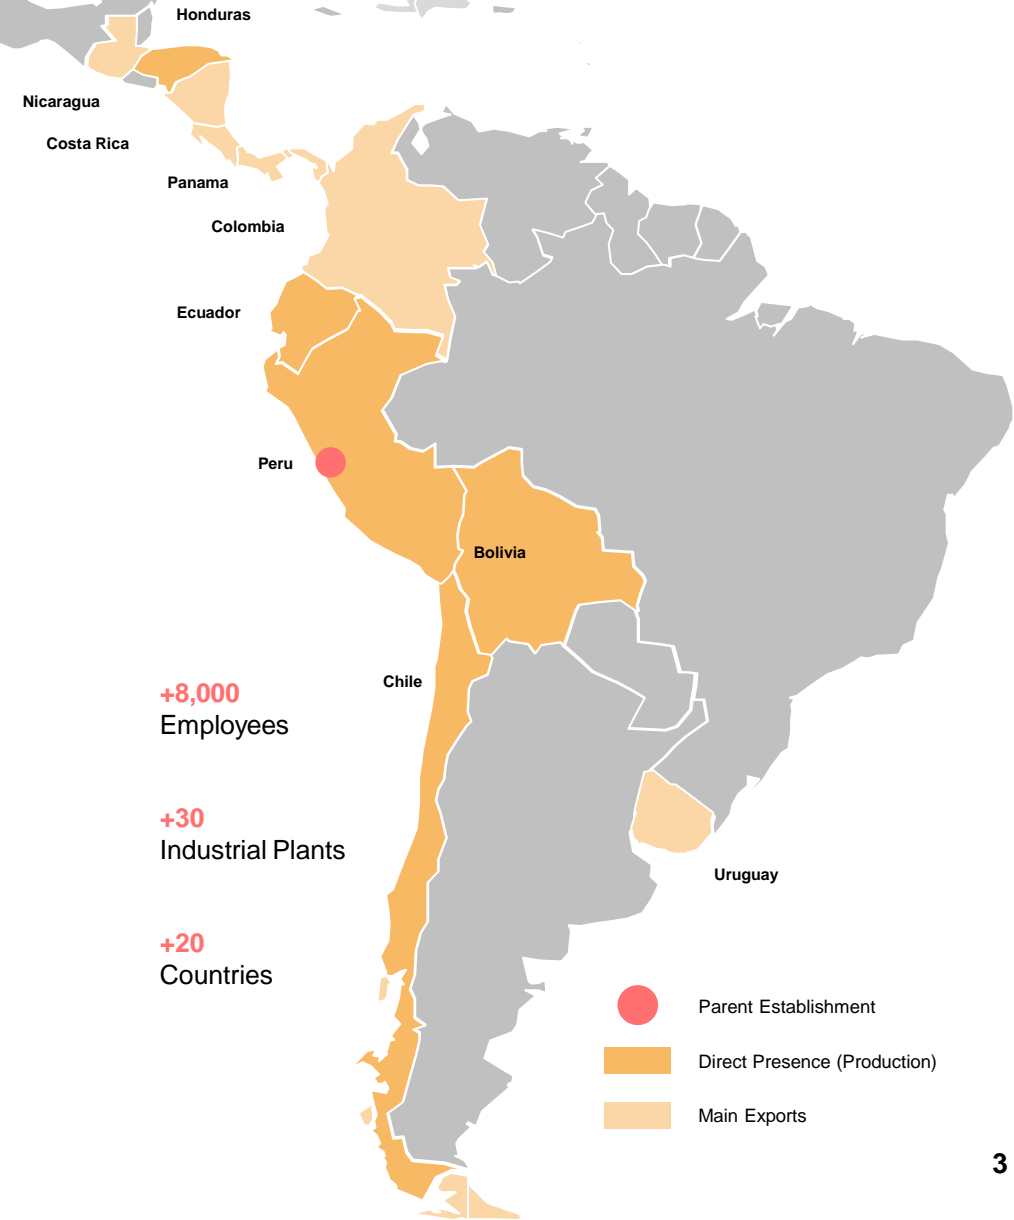 Honduras
Nicaragua
Costa Rica
Panama
Colombia
Ecuador
Peru
Bolivia
Chile
+8,000
Employees
+30
Industrial Plants
Uruguay
+20
Countries
Parent Establishment
Direct Presence (Production)
Main Exports
3